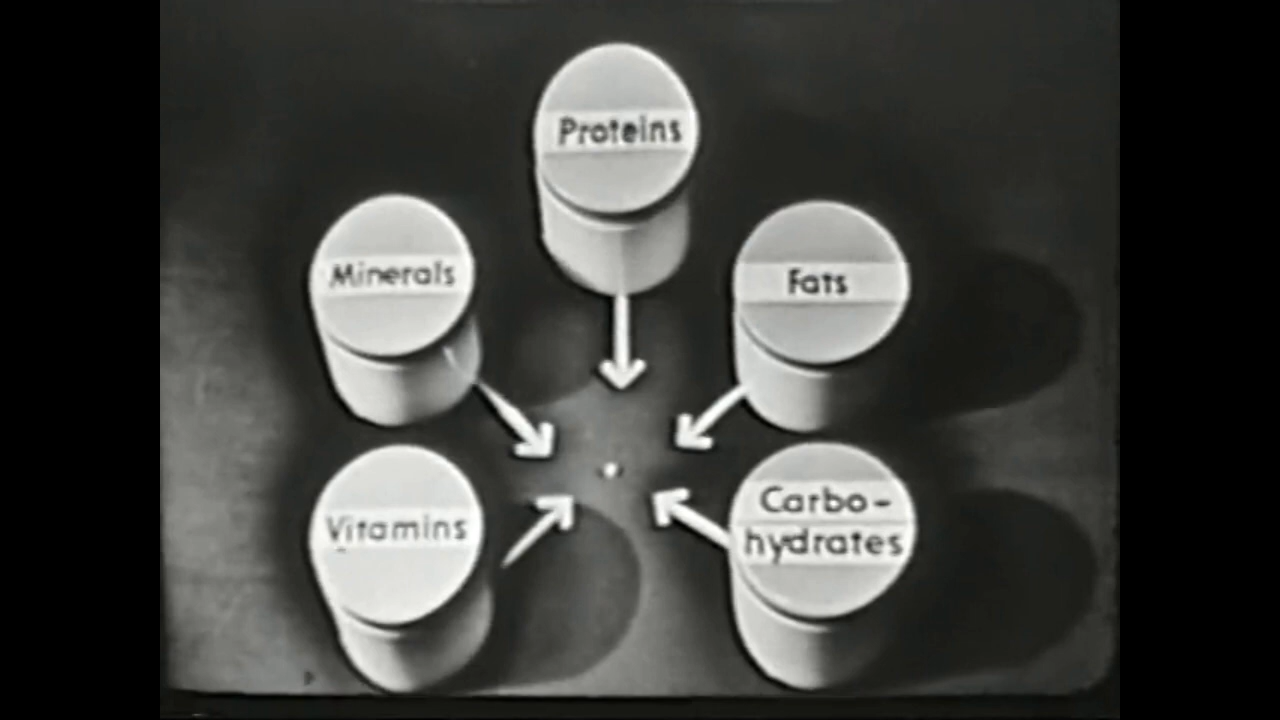 Proteins
Minerals
Fats
Vitamins
Carbo-
hydrates